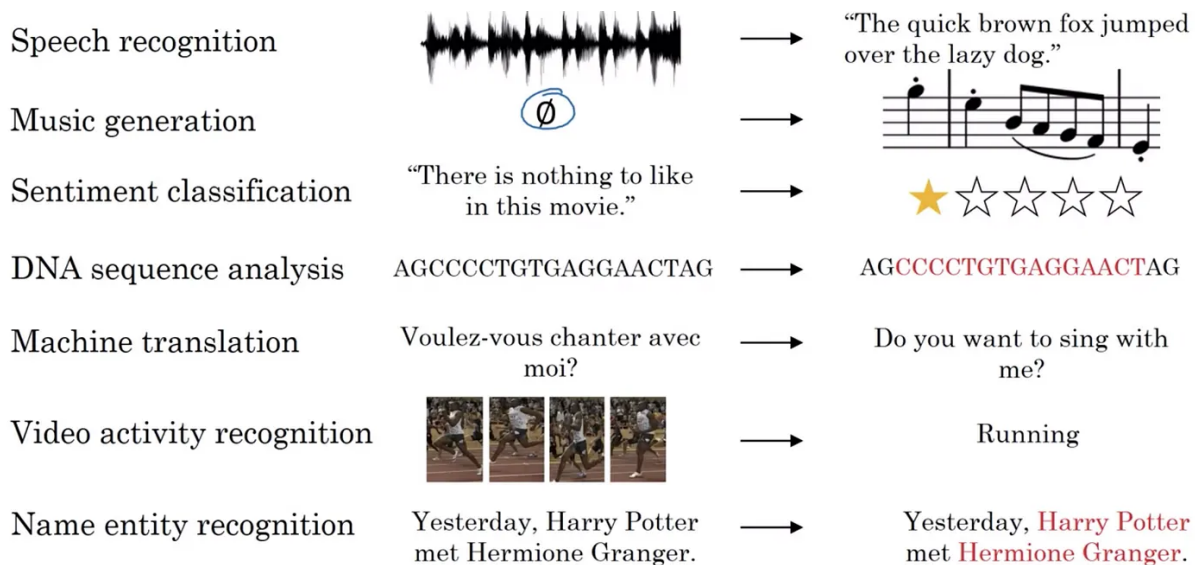 Speech recognition
“The quick brown fox jumped
over the lazy dog.”
Music generation
Ø
Sentiment classification
“There is nothing to like
in this movie.”
DNA sequence analysis
AGCCCCTGTGAGGAACTAG
AGCCCCTGTGAGGAACTAG
Machine translation
Voulez-vous chanter avec
moi?
Do you want to sing with
me?
Video activity recognition
Running
Name entity recognition
Yesterday, Harry Potter
met Hermione Granger.
Yesterday, Harry Potter
met Hermione Granger.